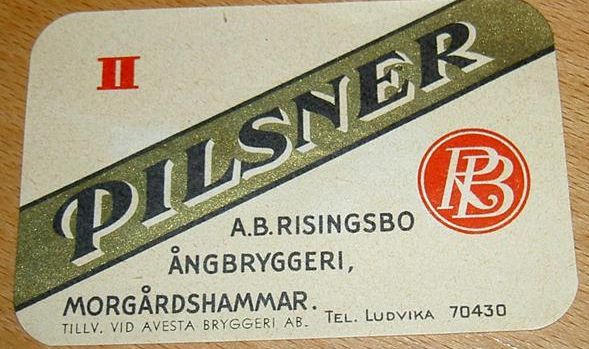 II
PILSNER
RB
A.B. RISINGSBO
ÅNGBRYGGERI,
MORGÅRDSHAMMAR.
TILLV. VID AVESTA BRYGGERI AB. TEL. LUDVIKA 70430